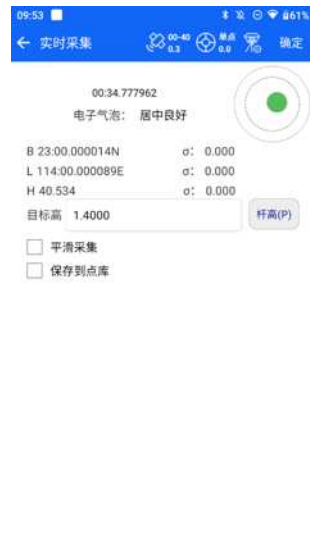 09:53 61%
实时采集 00-40 0.3 单点 0.0 确定
00:34.777962
电子气泡: 居中良好
B 23:00.000014N σ: 0.000
L 114:00.000089E σ: 0.000
H 40.534 σ: 0.000
目标高 1.4000 杆高(P)
平滑采集
保存到点库